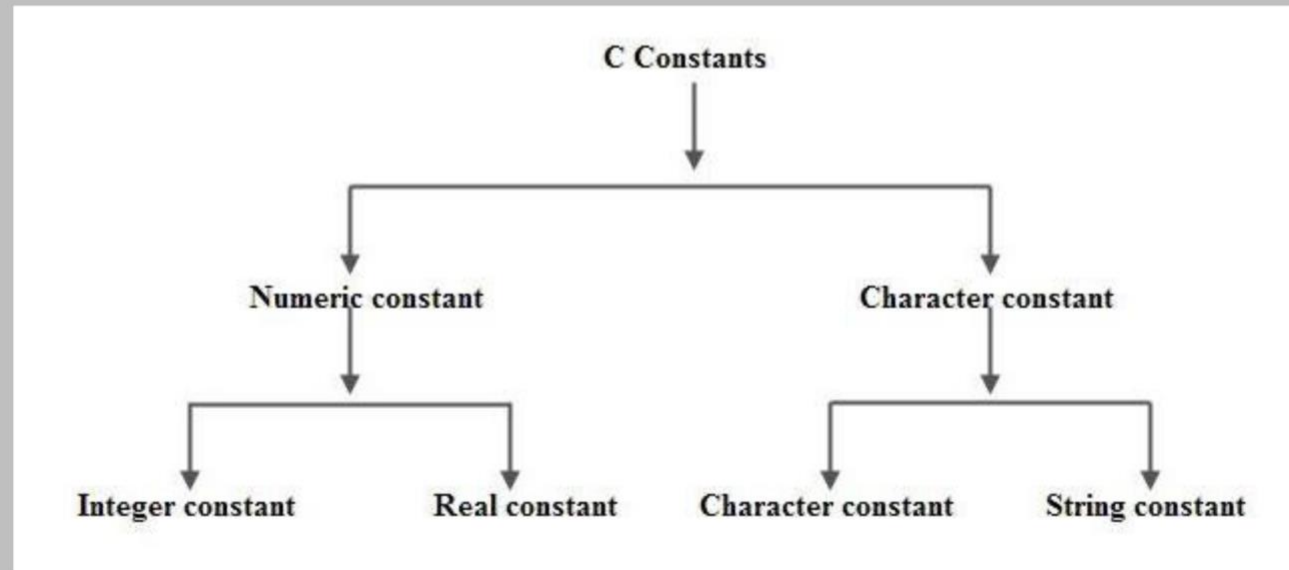 C Constants
Numeric constant
Character constant
Integer constant
Real constant
Character constant
String constant